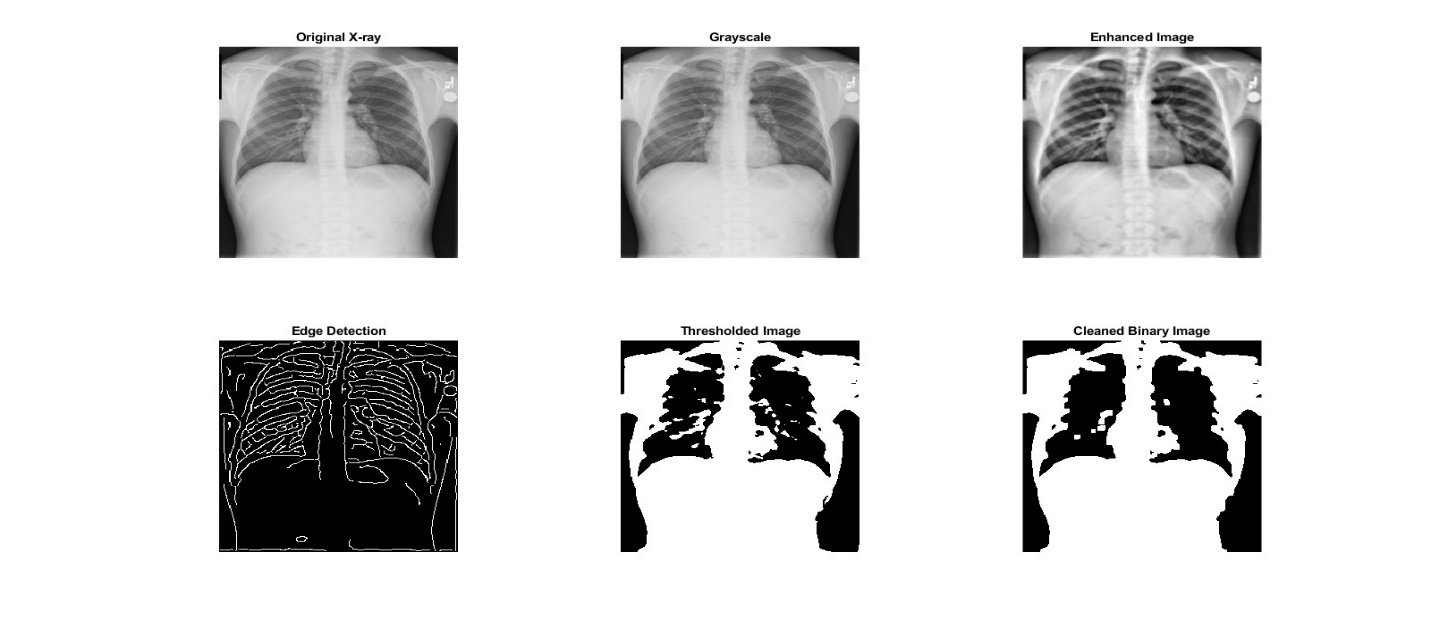 Original X-ray
Grayscale
Enhanced Image
Edge Detection
Thresholded Image
Cleaned Binary Image